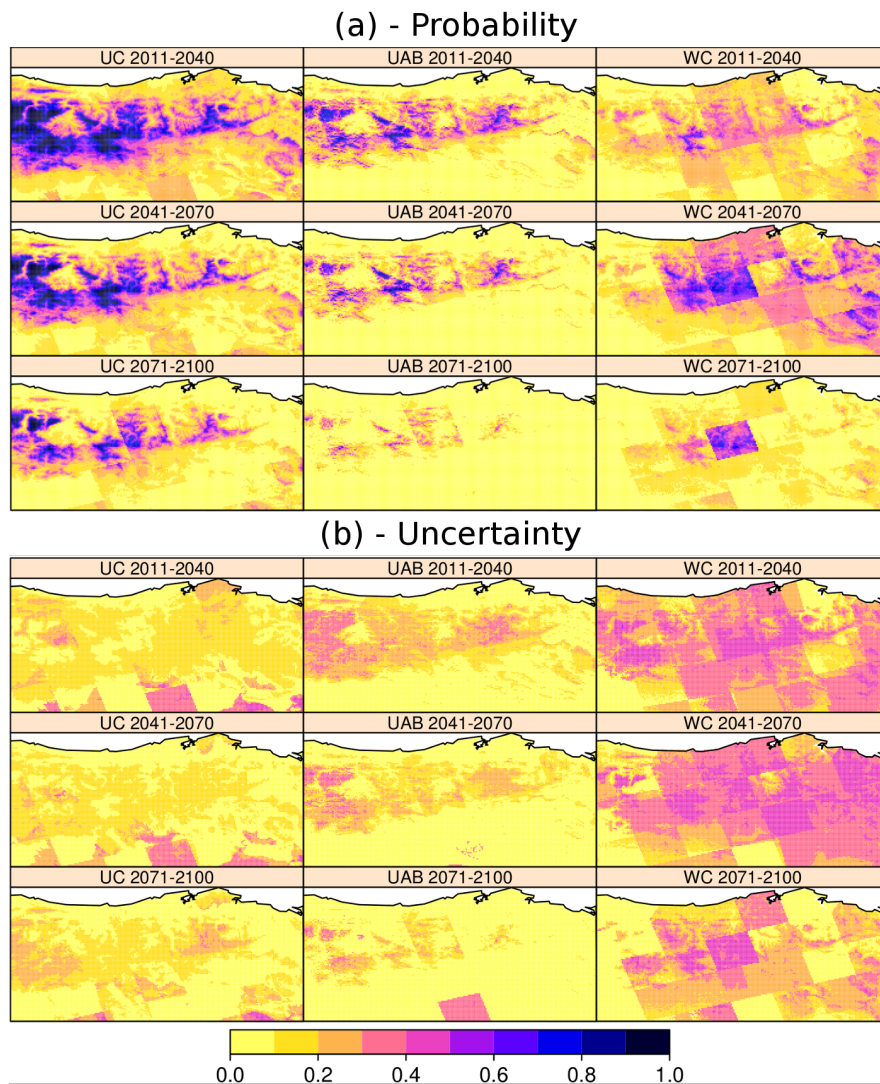 (a) - Probability
UC 2011-2040 UAB 2011-2040 WC 2011-2040
UC 2041-2070 UAB 2041-2070 WC 2041-2070
UC 2071-2100 UAB 2071-2100 WC 2071-2100
(b) - Uncertainty
UC 2011-2040 UAB 2011-2040 WC 2011-2040
UC 2041-2070 UAB 2041-2070 WC 2041-2070
UC 2071-2100 UAB 2071-2100 WC 2071-2100
0.0 0.2 0.4 0.6 0.8 1.0